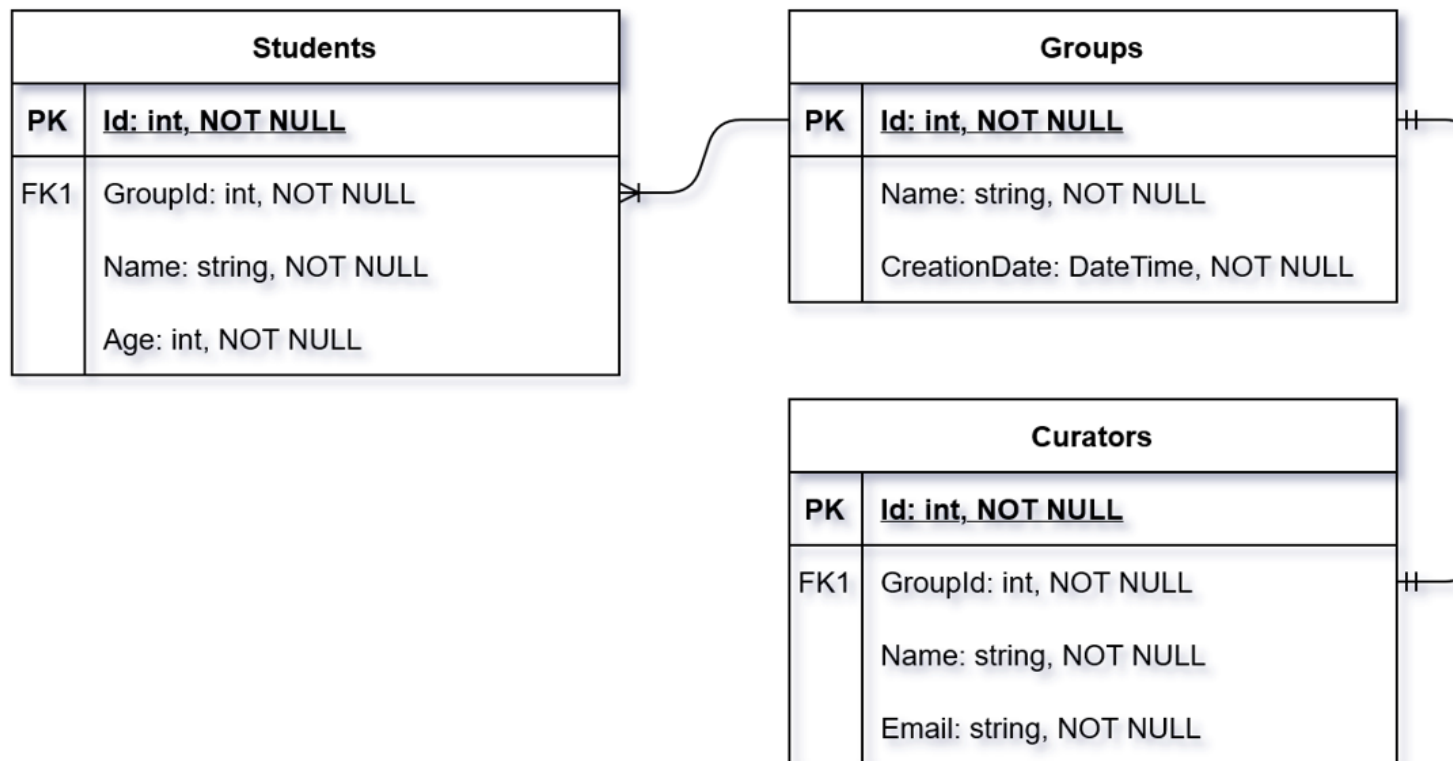 Students
PK Id: int, NOT NULL
FK1 GroupId: int, NOT NULL
Name: string, NOT NULL
Age: int, NOT NULL
Groups
PK Id: int, NOT NULL
Name: string, NOT NULL
CreationDate: DateTime, NOT NULL
Curators
PK Id: int, NOT NULL
FK1 GroupId: int, NOT NULL
Name: string, NOT NULL
Email: string, NOT NULL